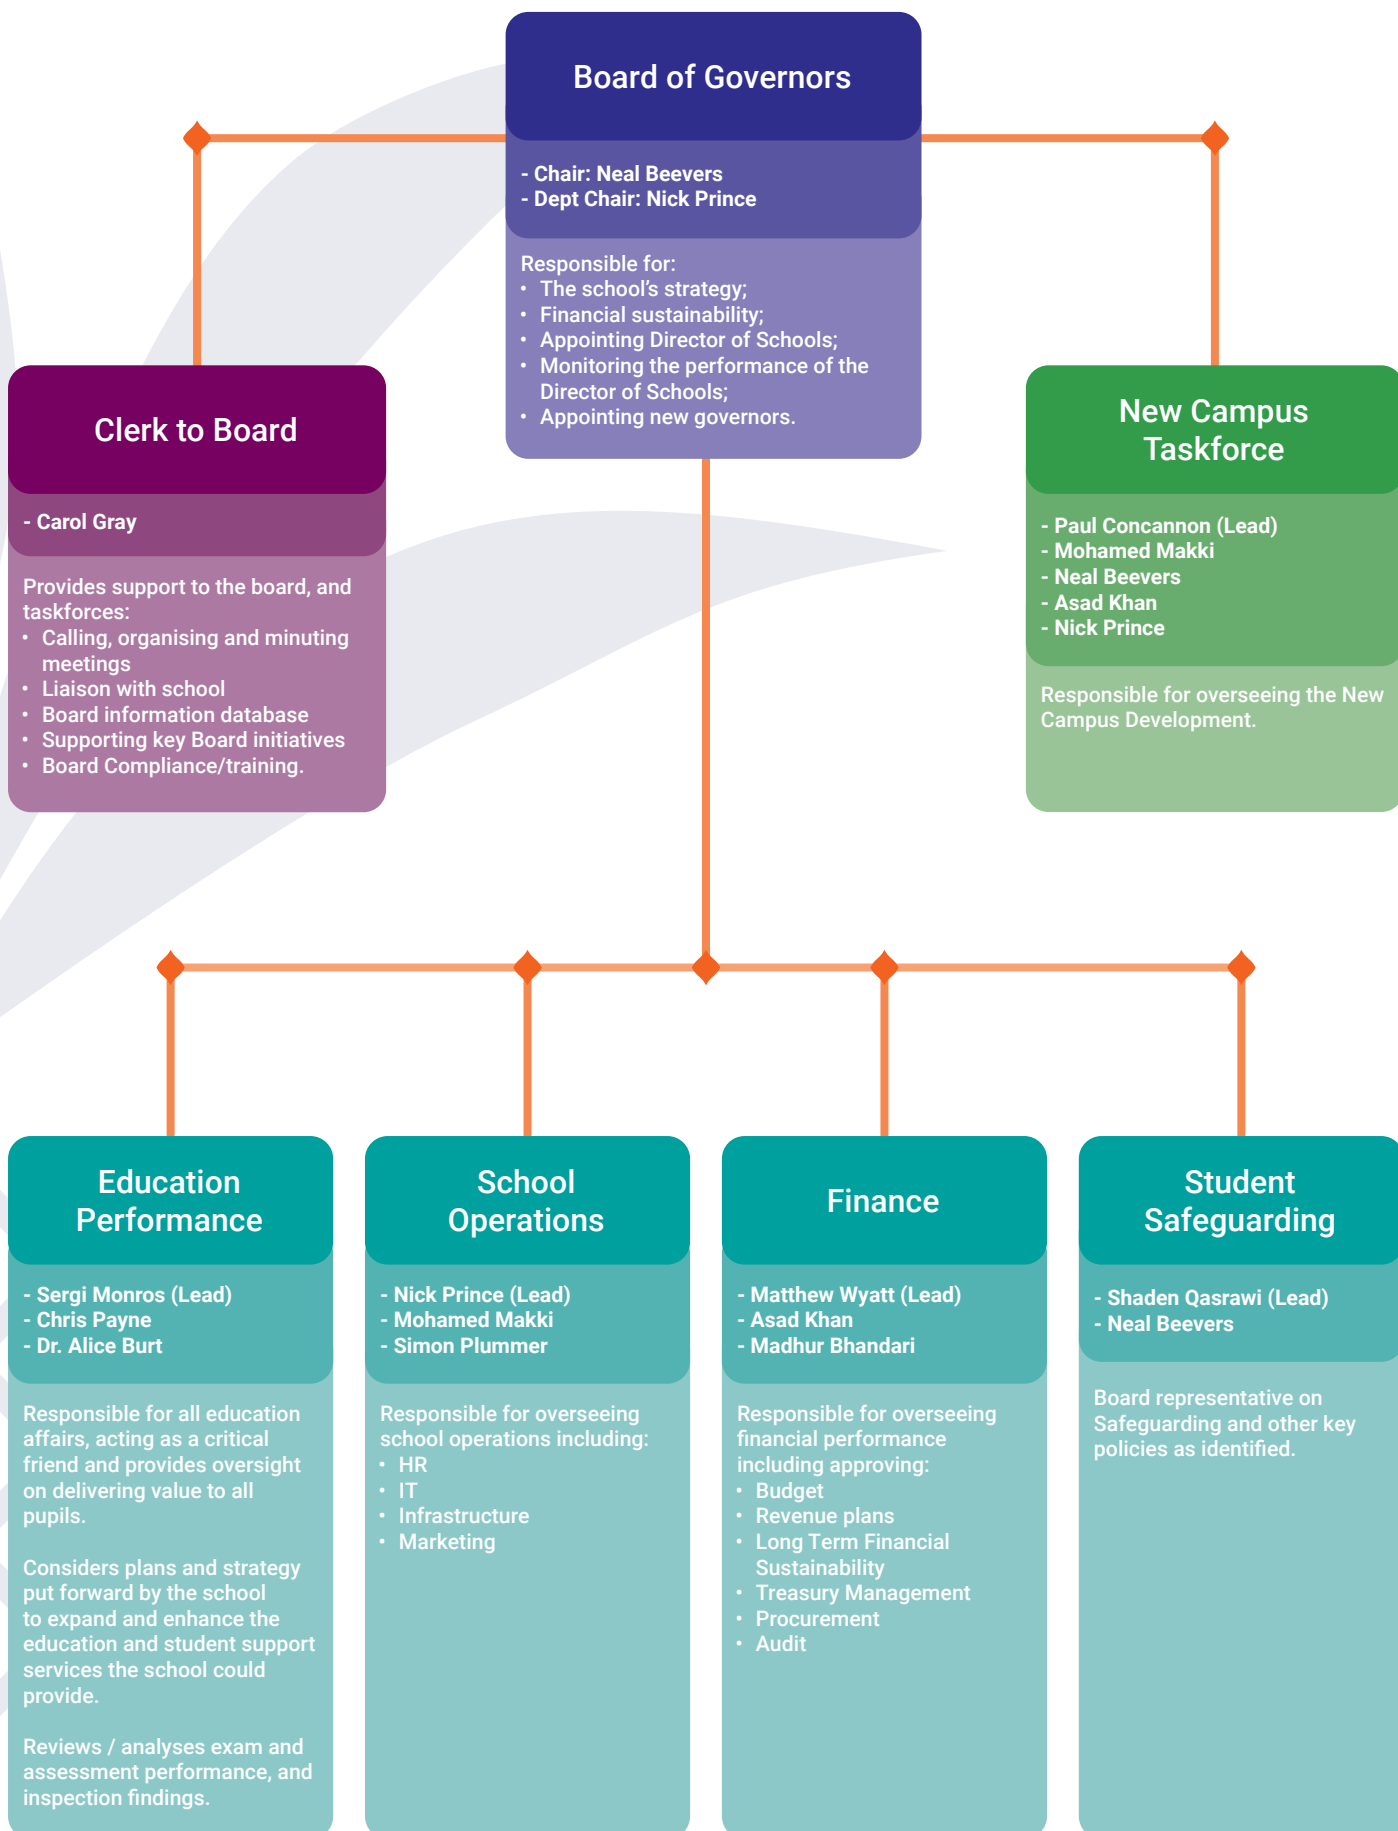 Board of Governors
- Chair: Neal Beevers
- Dept Chair: Nick Prince
Responsible for:
• The school's strategy;
• Financial sustainability;
• Appointing Director of Schools;
• Monitoring the performance of the
Director of Schools;
• Appointing new governors.
Clerk to Board
- Carol Gray
Provides support to the board, and
taskforces:
• Calling, organising and minuting
meetings
• Liaison with school
• Board information database
• Supporting key Board initiatives
• Board Compliance/training.
New Campus
Taskforce
- Paul Concannon (Lead)
- Mohamed Makki
- Neal Beevers
- Asad Khan
- Nick Prince
Responsible for overseeing the New
Campus Development.
Education
Performance
- Sergi Monros (Lead)
- Chris Payne
- Dr. Alice Burt
Responsible for all education
affairs, acting as a critical
friend and provides oversight
on delivering value to all
pupils.
Considers plans and strategy
put forward by the school
to expand and enhance the
education and student support
services the school could
provide.
Reviews / analyses exam and
assessment performance, and
inspection findings.
School
Operations
- Nick Prince (Lead)
- Mohamed Makki
- Simon Plummer
Responsible for overseeing
school operations including:
• HR
• IT
• Infrastructure
• Marketing
Finance
- Matthew Wyatt (Lead)
- Asad Khan
- Madhur Bhandari
Responsible for overseeing
financial performance
including approving:
• Budget
• Revenue plans
• Long Term Financial
Sustainability
• Treasury Management
• Procurement
• Audit
Student
Safeguarding
- Shaden Qasrawi (Lead)
- Neal Beevers
Board representative on
Safeguarding and other key
policies as identified.